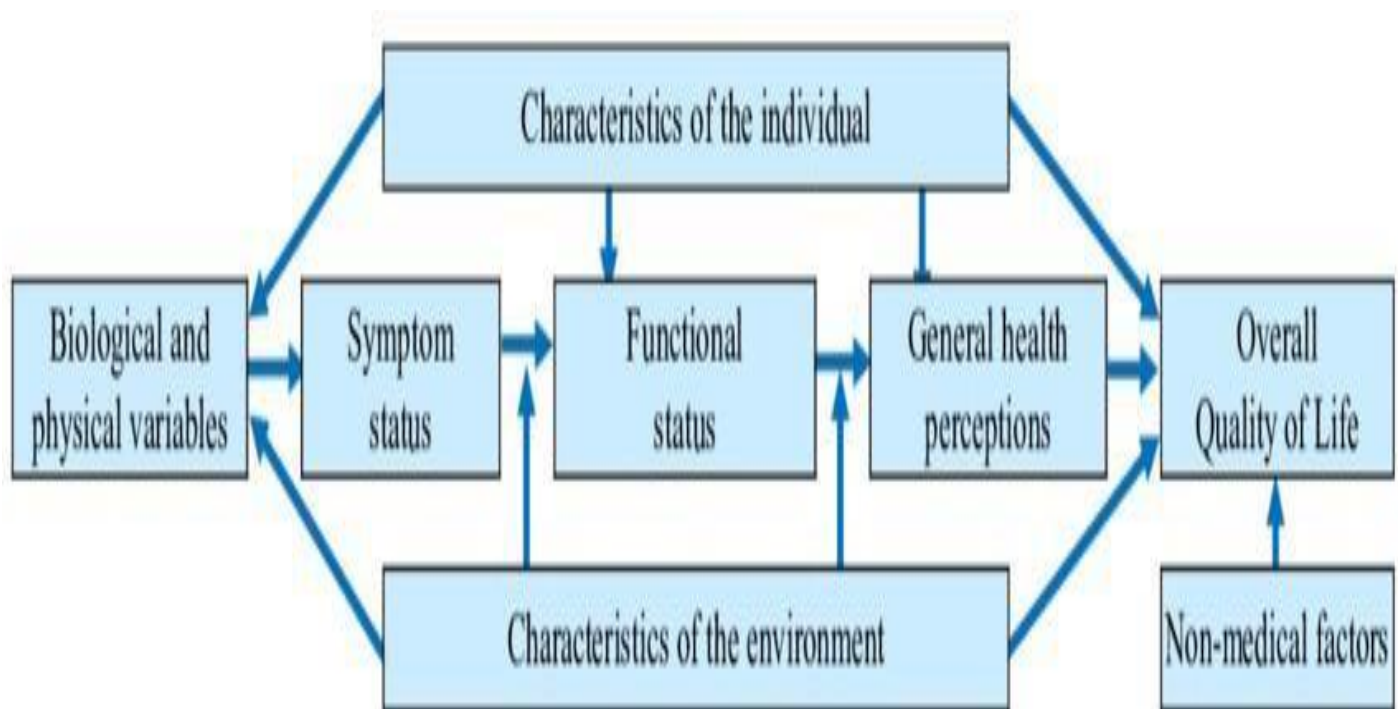 Characteristics of the individual
Biological and
physical variables
Symptom
status
Functional
status
General health
perceptions
Overall
Quality of Life
Characteristics of the environment
Non-medical factors